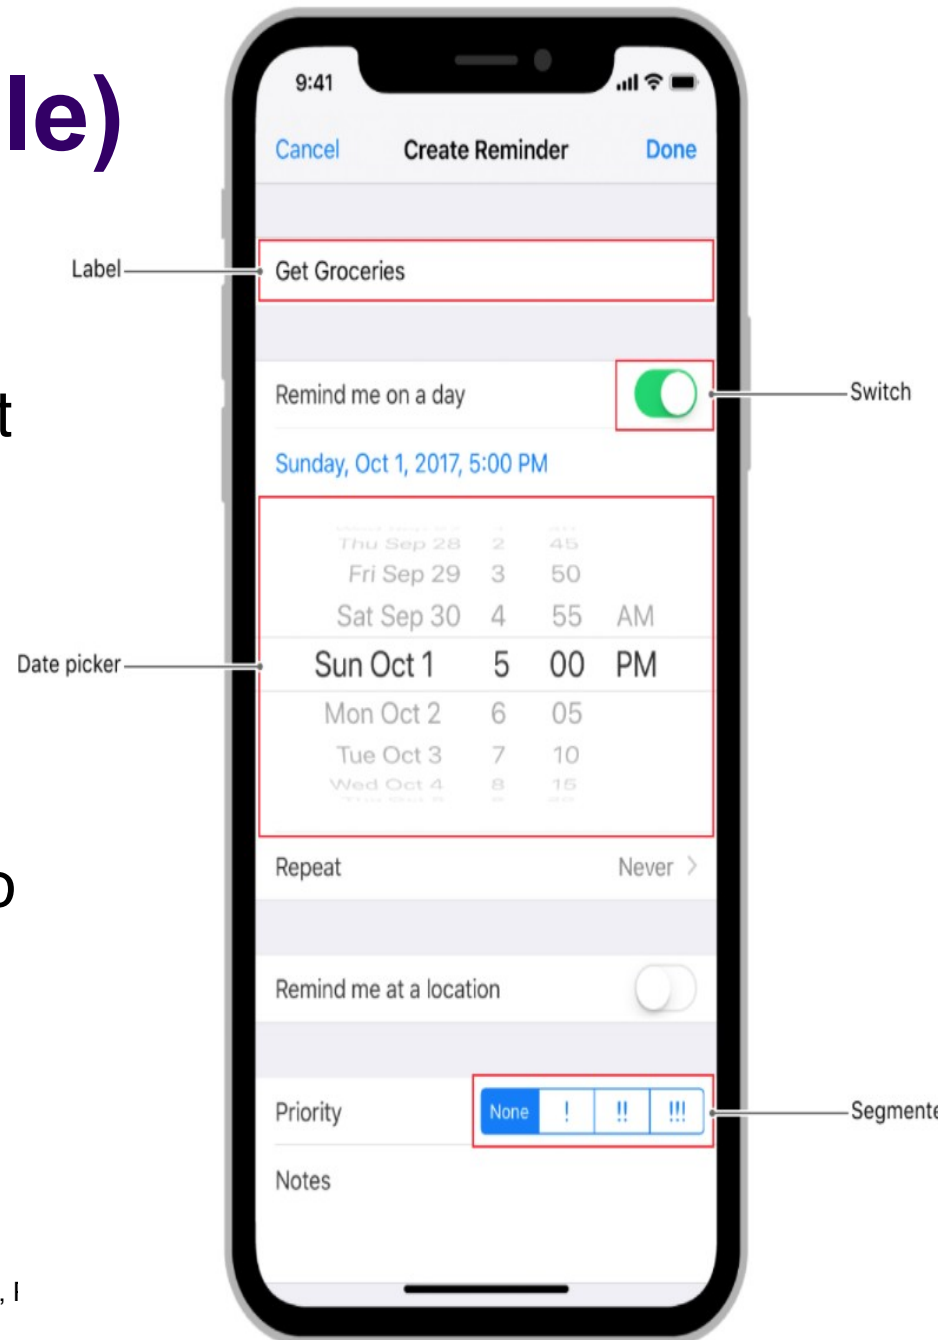 le)
9:41
Cancel Create Reminder Done
Label
Get Groceries
t
Remind me on a day
Switch
Sunday, Oct 1, 2017, 5:00 PM
Thu Sep 28 2 45
Fri Sep 29 3 50
Sat Sep 30 4 55 AM
Date picker
Sun Oct 1 5 00 PM
Mon Oct 2 6 05
Tue Oct 3 7 10
Wed Oct 4 8 15
Repeat Never >
o
Remind me at a location
Priority None ! !! !!!
Segmente
Notes